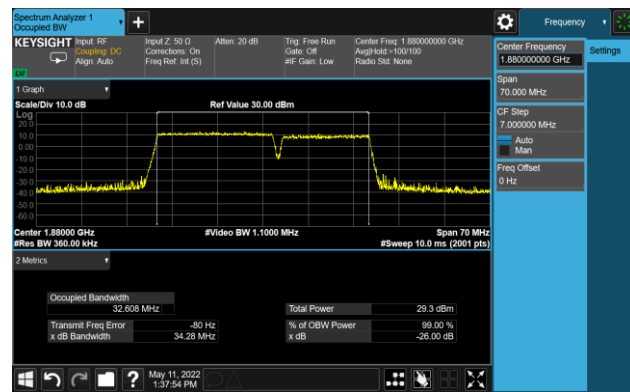 Spectrum Analyzer 1
Occupied BW
Frequency
KEYSIGHT
Input: RF
Coupling: DC
Align: Auto
Input Z: 50 Ω
Corrections: On
Freq Ref: Int (S)
Atten: 20 dB
Trig: Free Run
Gate: Off
#IF Gain: Low
Center Freq: 1.880000000 GHz
Avg|Hold:>100/100
Radio Std: None
Center Frequency
1.880000000 GHz
Settings
Span
70.000 MHz
CF Step
7.000000 MHz
Auto
Man
Freq Offset
0 Hz
1 Graph
Scale/Div 10.0 dB
Ref Value 30.00 dBm
Log
20.0
10.0
0.00
-10.0
-20.0
-30.0
-40.0
-50.0
-60.0
Center 1.88000 GHz
#Video BW 1.1000 MHz
Span 70 MHz
#Res BW 360.00 kHz
#Sweep 10.0 ms (2001 pts)
2 Metrics
Occupied Bandwidth
32.608 MHz
Total Power
29.3 dBm
Transmit Freq Error
-80 Hz
% of OBW Power
99.00 %
x dB Bandwidth
34.28 MHz
x dB
-26.00 dB
?
May 11, 2022
1:37:54 PM